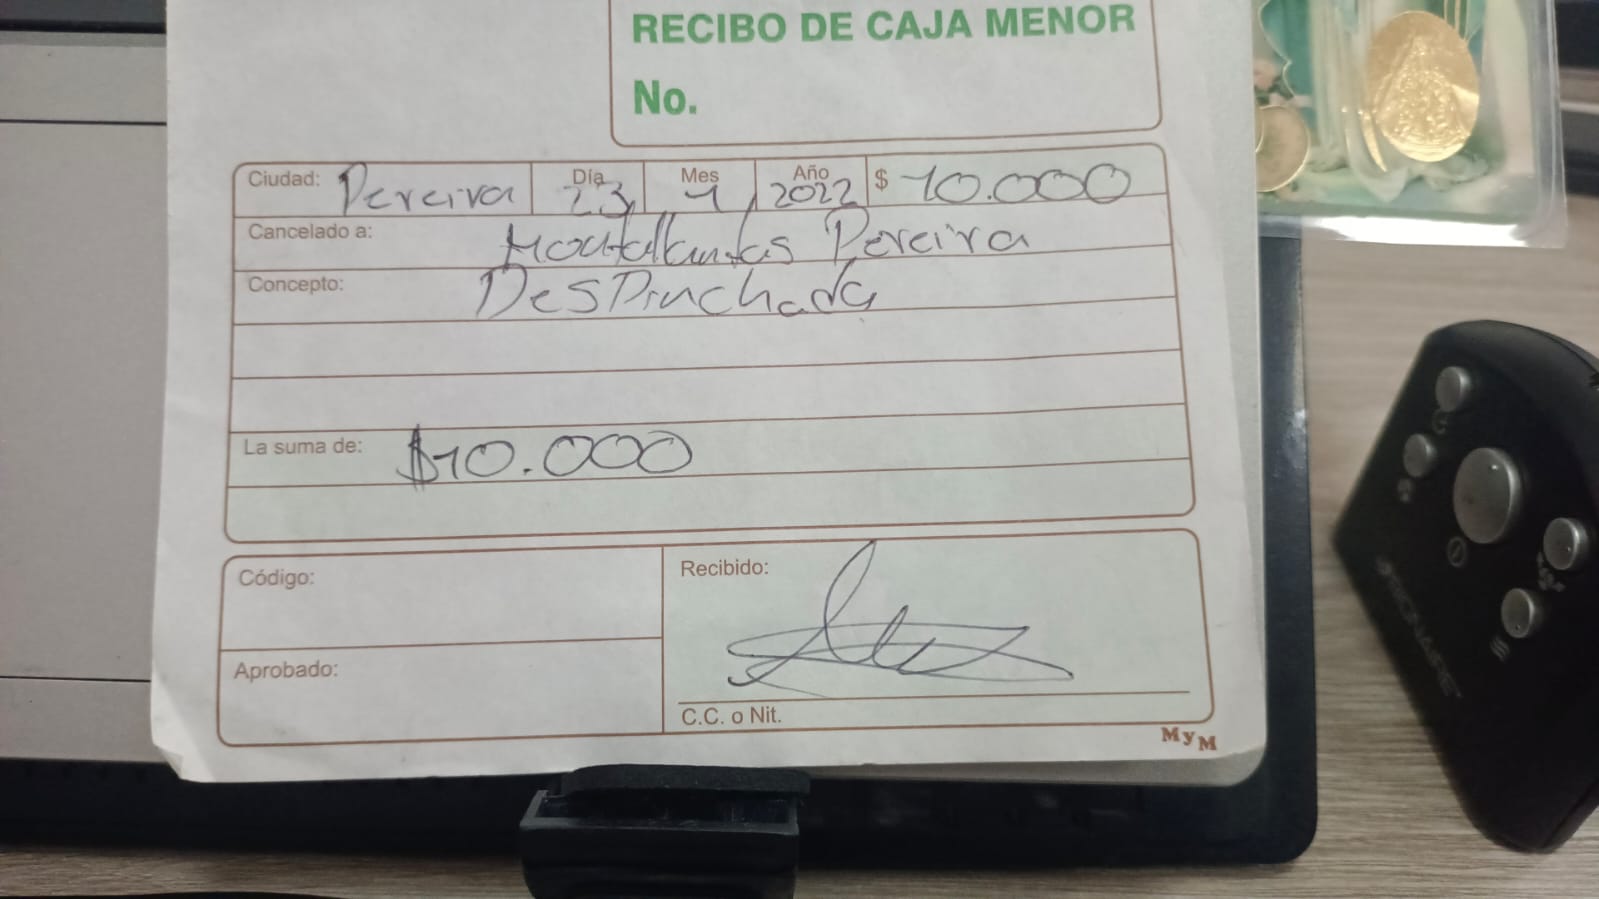 RECIBO DE CAJA MENOR
No.
Ciudad: Pereira Día 23 Mes 1 Año 2022 $ 10.000
Cancelado a: Montallantas Pereira
Concepto: DesPinchada
La suma de: $10.000
Código:
Recibido:
Aprobado:
C.C. o Nit.
MyM